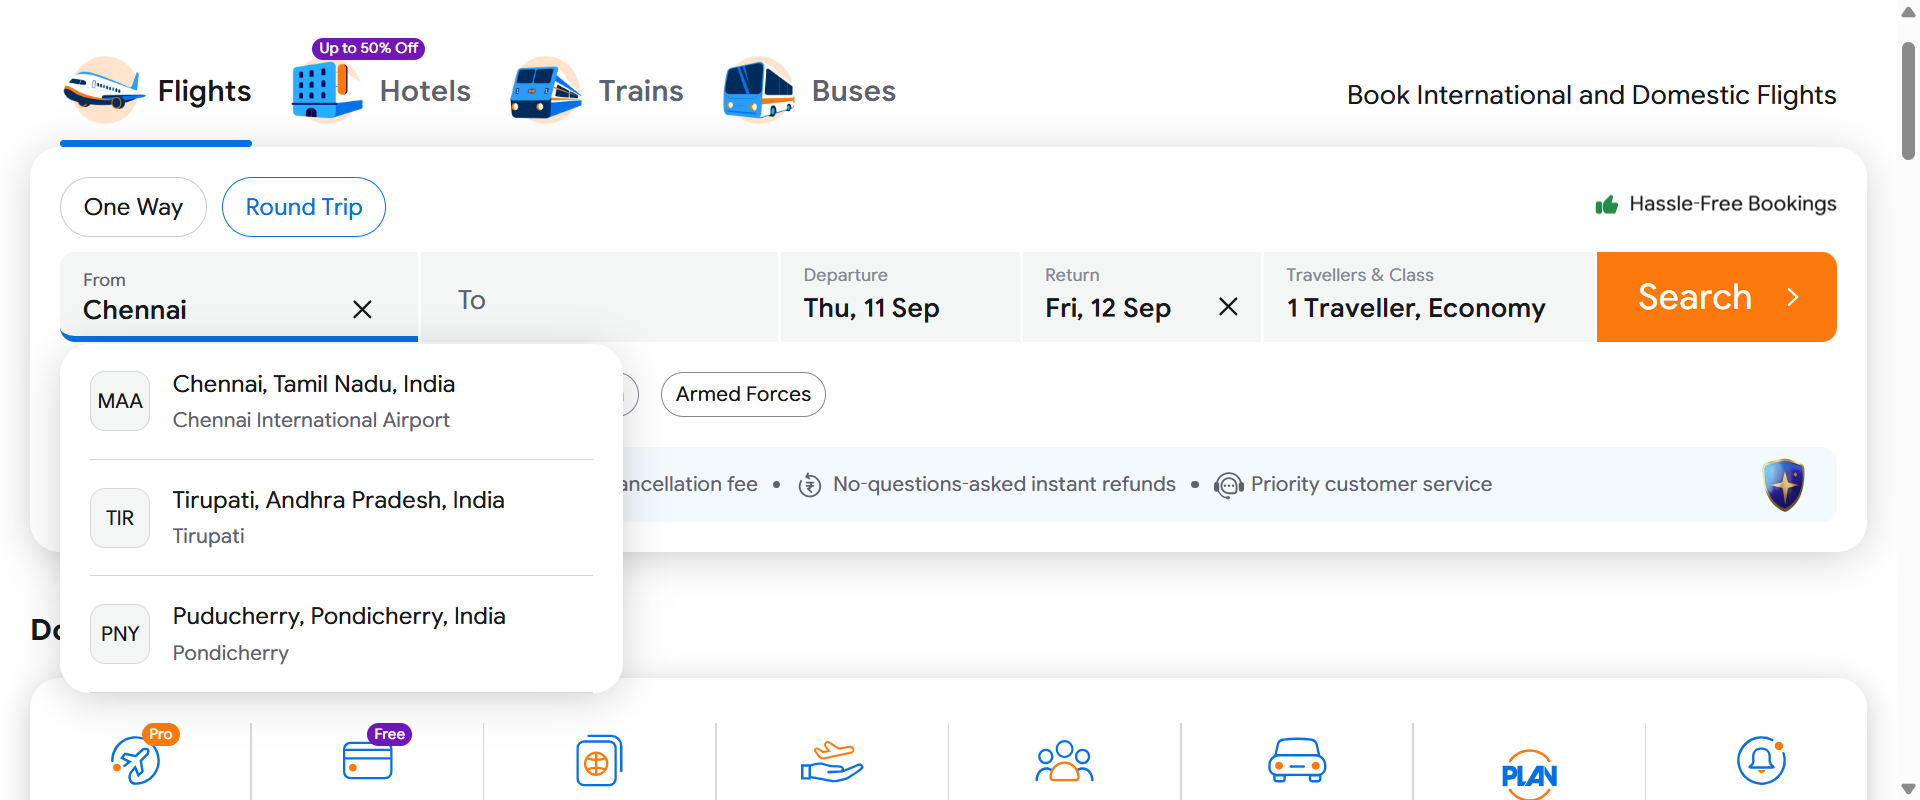 Up to 50% Off
Flights
Hotels
Trains
Buses
Book International and Domestic Flights
One Way
Round Trip
Hassle-Free Bookings
From
Chennai
To
Departure
Thu, 11 Sep
Return
Fri, 12 Sep
Travellers & Class
1 Traveller, Economy
Search
MAA
Chennai, Tamil Nadu, India
Chennai International Airport
Armed Forces
TIR
Tirupati, Andhra Pradesh, India
Tirupati
ancellation fee • No-questions-asked instant refunds • Priority customer service
PNY
Puducherry, Pondicherry, India
Pondicherry
Pro
Free
PLAN